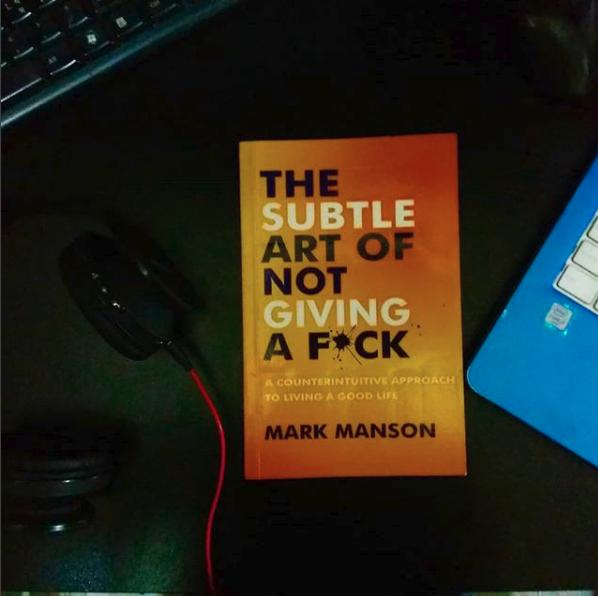 THE
SUBTLE
ART OF
NOT
GIVING
A F*CK
A COUNTERINTUITIVE APPROACH
TO LIVING A GOOD LIFE
MARK MANSON